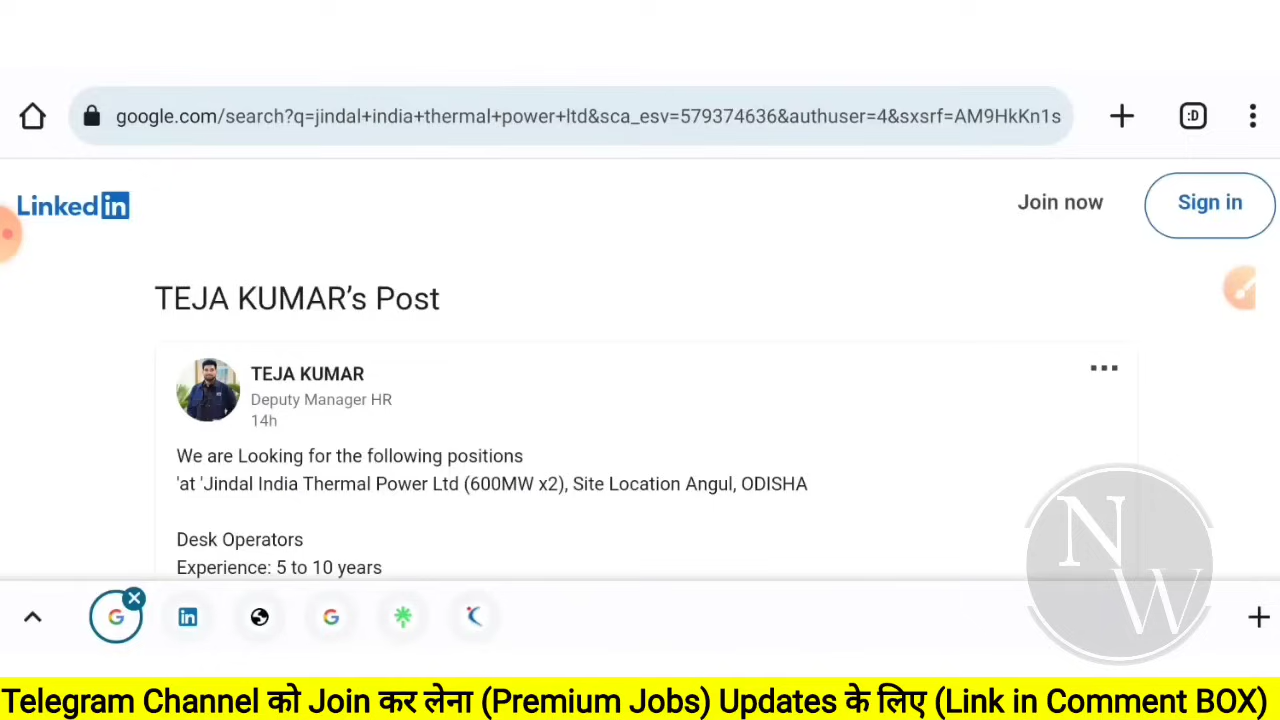 google.com/search?q=jindal+india+thermal+power+ltd&sca_esv=579374636&authuser=4&sxsrf=AM9HkKn1s
:D
Linked in
Join now
Sign in
TEJA KUMAR’s Post
TEJA KUMAR
Deputy Manager HR
14h
We are Looking for the following positions
'at 'Jindal India Thermal Power Ltd (600MW x2), Site Location Angul, ODISHA
Desk Operators
Experience: 5 to 10 years
NW
Telegram Channel को Join कर लेना (Premium Jobs) Updates के लिए (Link in Comment BOX)